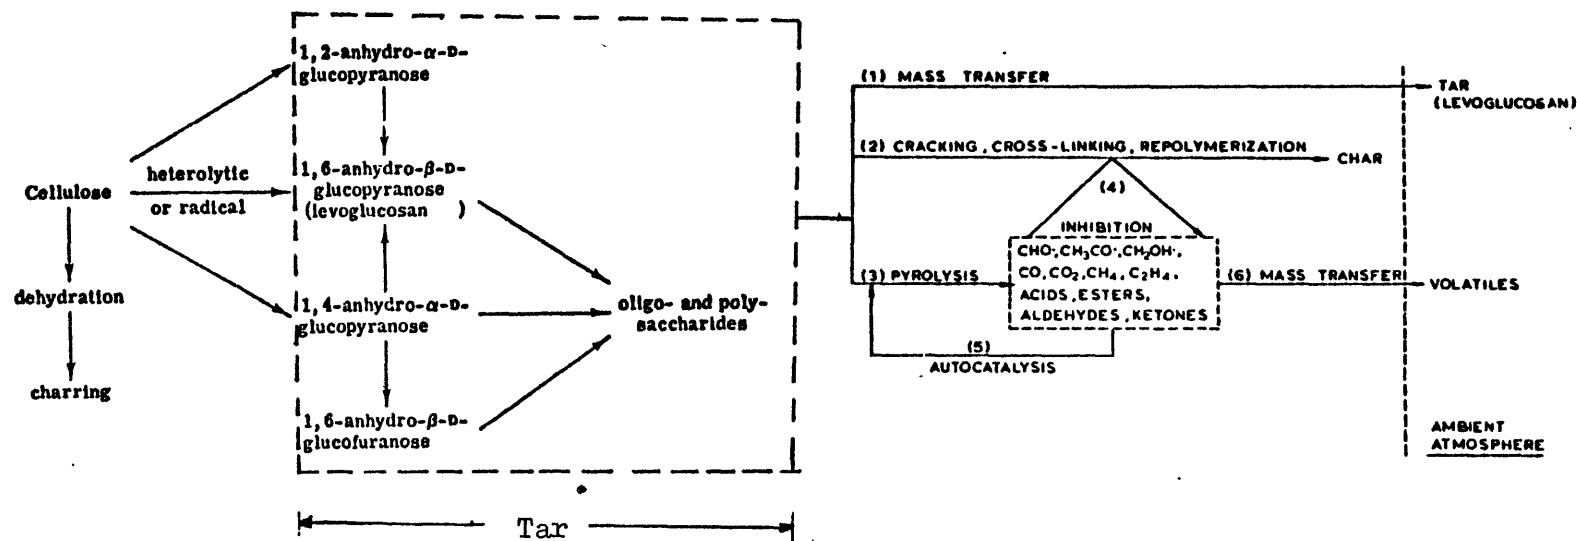 Cellulose
dehydration
charring
heterolytic
or radical
1,2-anhydro-α-D-
glucopyranose
1,6-anhydro-β-D-
glucopyranose
(levoglucosan )
1,4-anhydro-α-D-
glucopyranose
1,6-anhydro-β-D-
glucofuranose
oligo- and poly-
saccharides
Tar
(1) MASS TRANSFER
TAR
(LEVOGLUCOSAN)
(2) CRACKING, CROSS-LINKING, REPOLYMERIZATION
CHAR
(4)
INHIBITION
CHO·, CH₃CO·, CH₂OH·,
CO, CO₂, CH₄, C₂H₄,
ACIDS, ESTERS,
ALDEHYDES, KETONES
(3) PYROLYSIS
(6) MASS TRANSFER
VOLATILES
(5)
AUTOCATALYSIS
AMBIENT
ATMOSPHERE